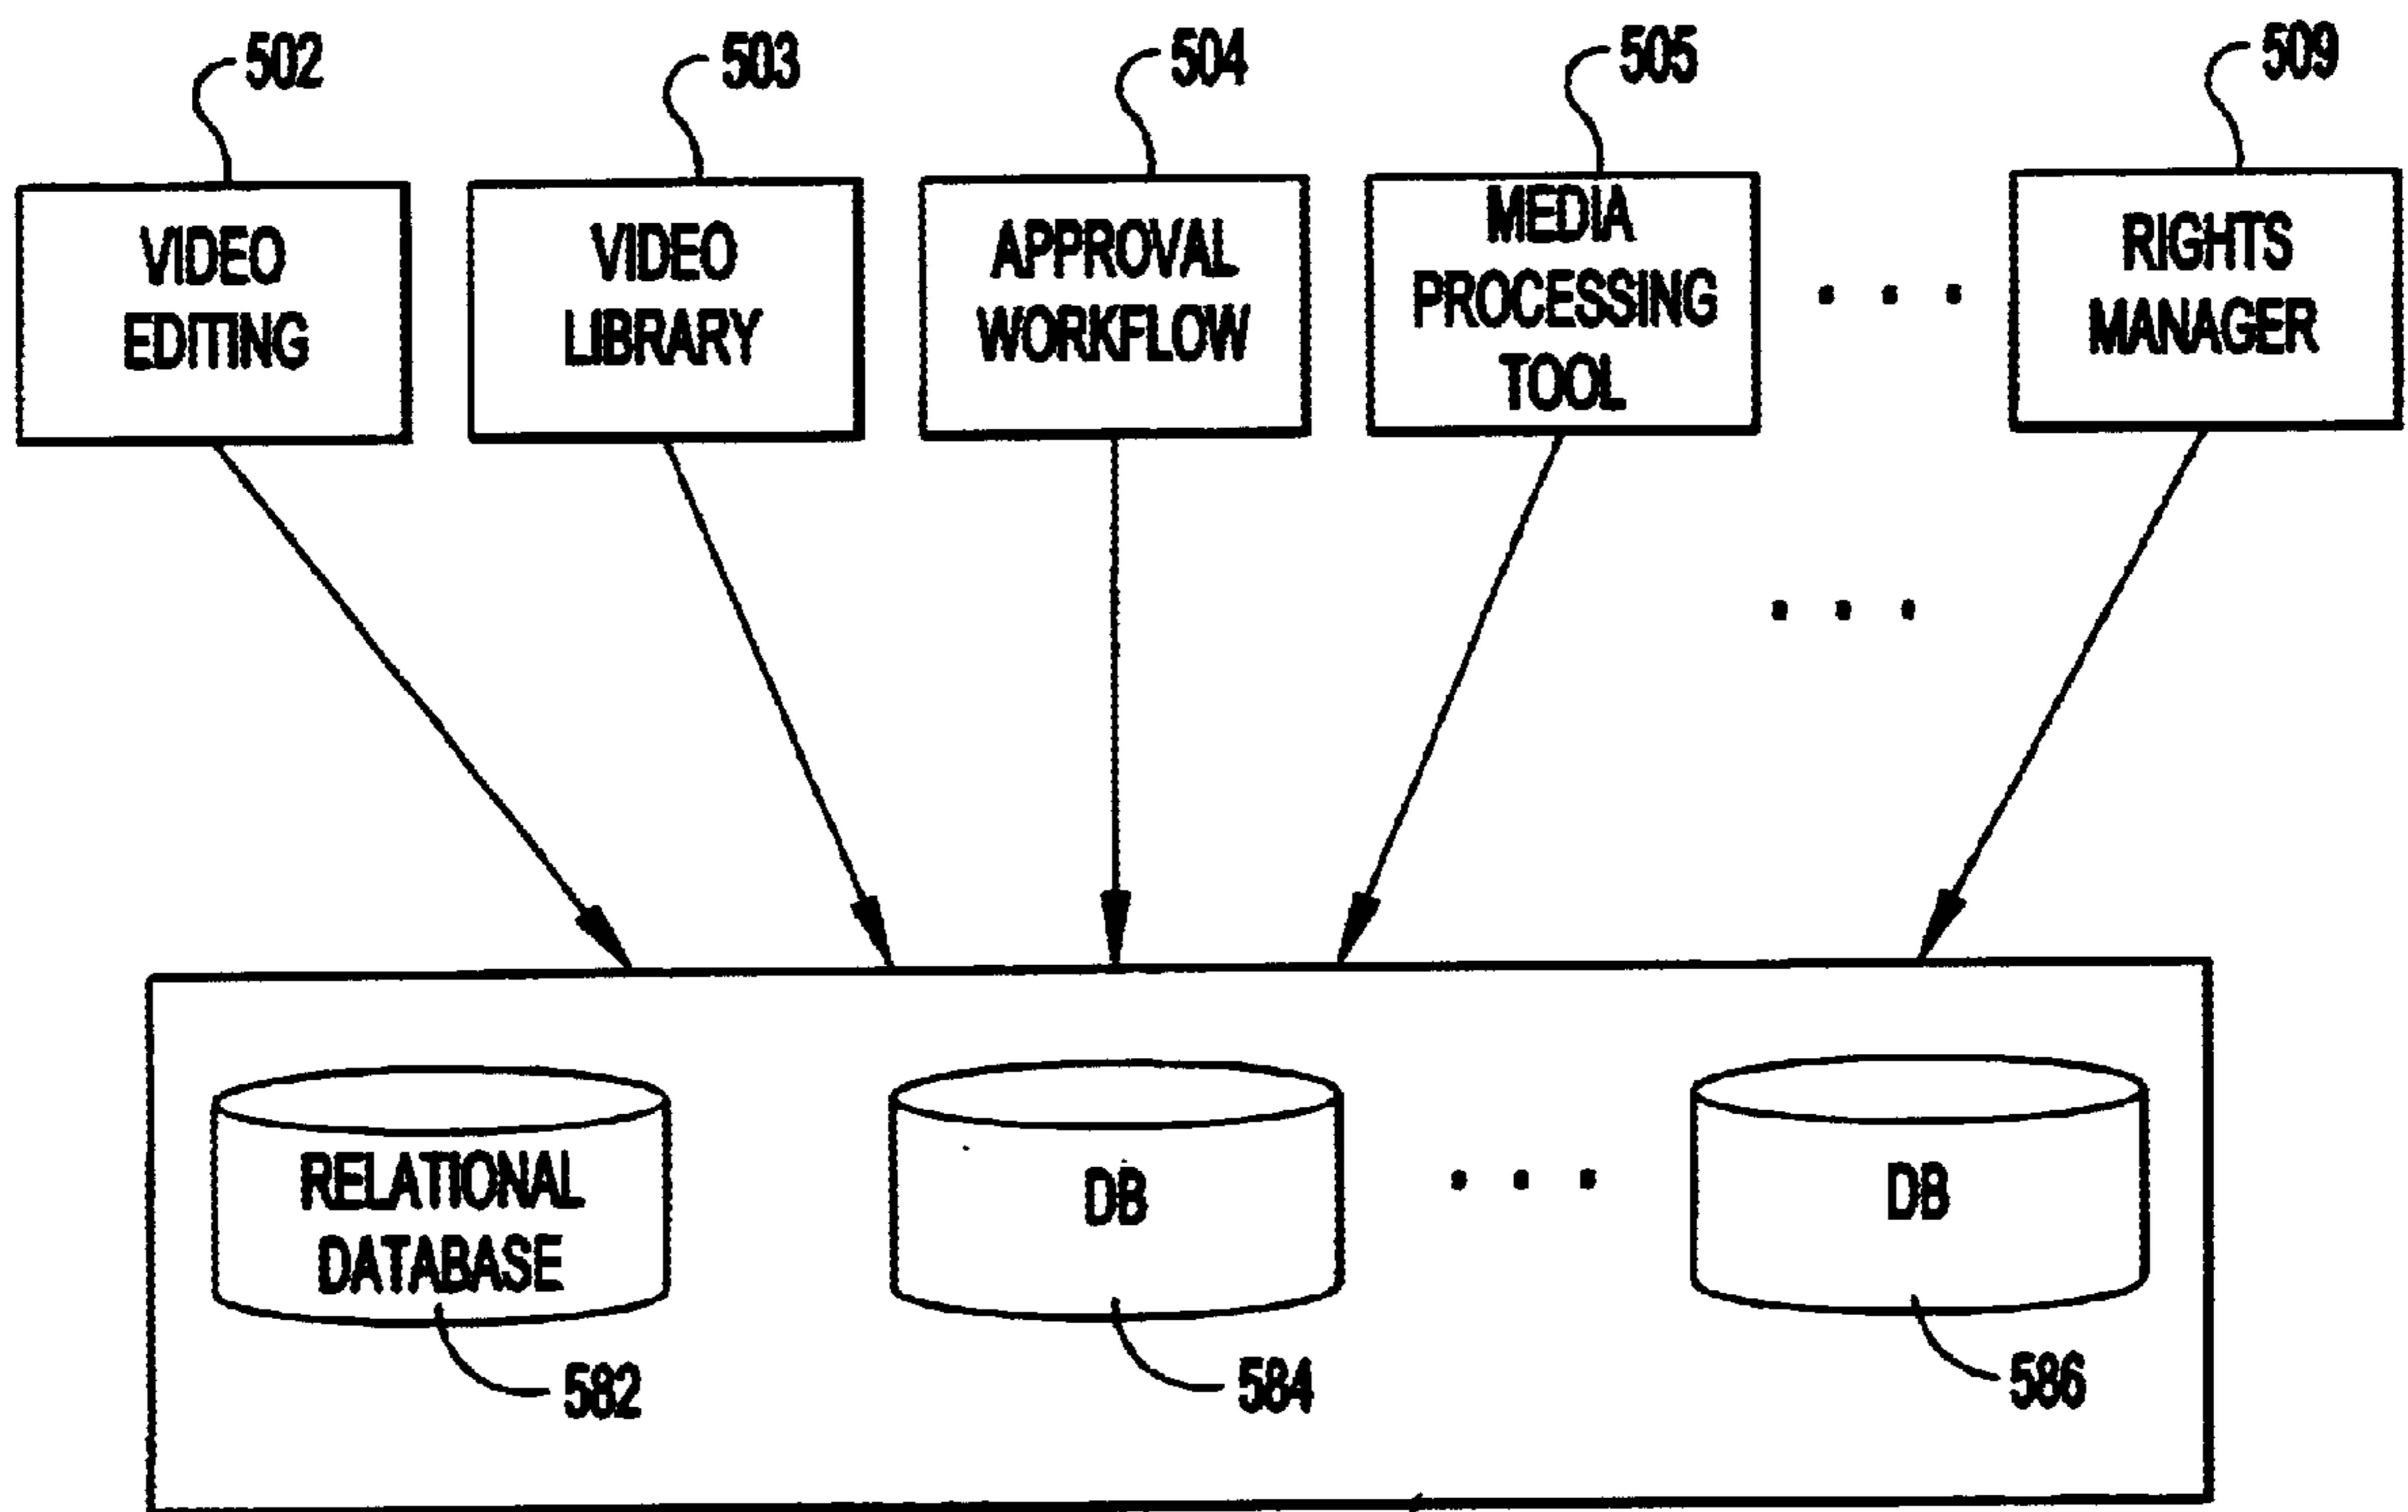 502
503
504
505
509
VIDEO
EDITING
VIDEO
LIBRARY
APPROVAL
WORKFLOW
MEDIA
PROCESSING
TOOL
RIGHTS
MANAGER
RELATIONAL
DATABASE
DB
DB
582
584
586